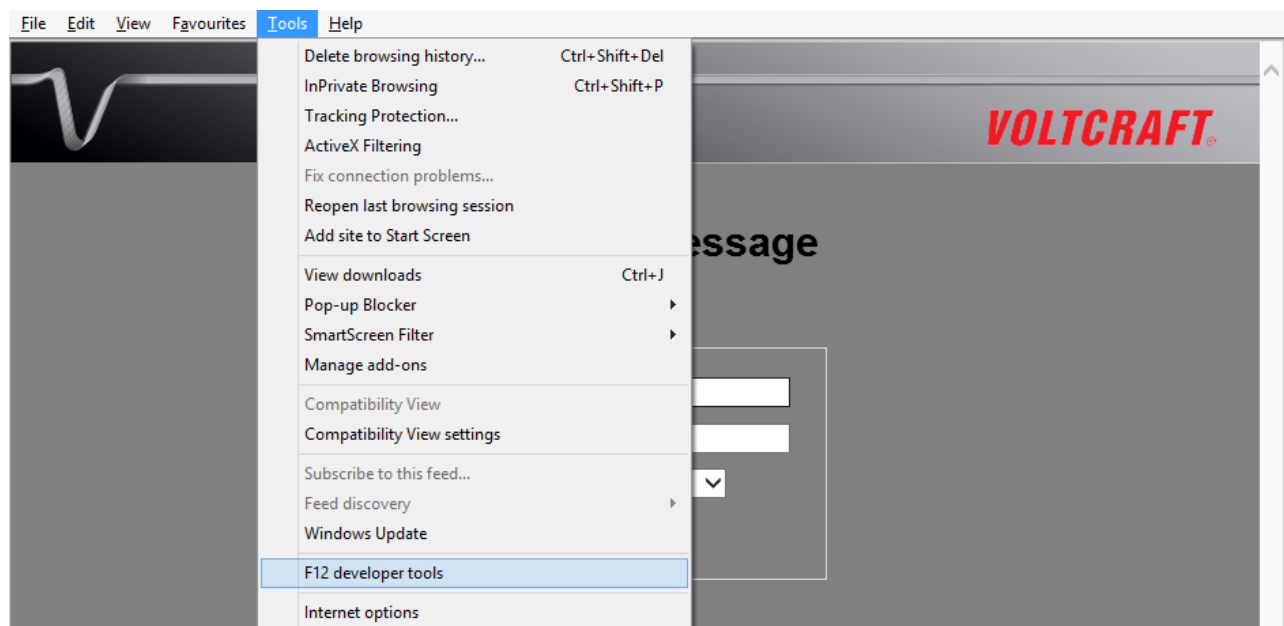 File Edit View Favourites Tools Help
Delete browsing history... Ctrl+Shift+Del
InPrivate Browsing Ctrl+Shift+P
Tracking Protection...
ActiveX Filtering
Fix connection problems...
Reopen last browsing session
Add site to Start Screen
View downloads Ctrl+J
Pop-up Blocker
SmartScreen Filter
Manage add-ons
Compatibility View
Compatibility View settings
Subscribe to this feed...
Feed discovery
Windows Update
F12 developer tools
Internet options
VOLTCRAFT®
essage